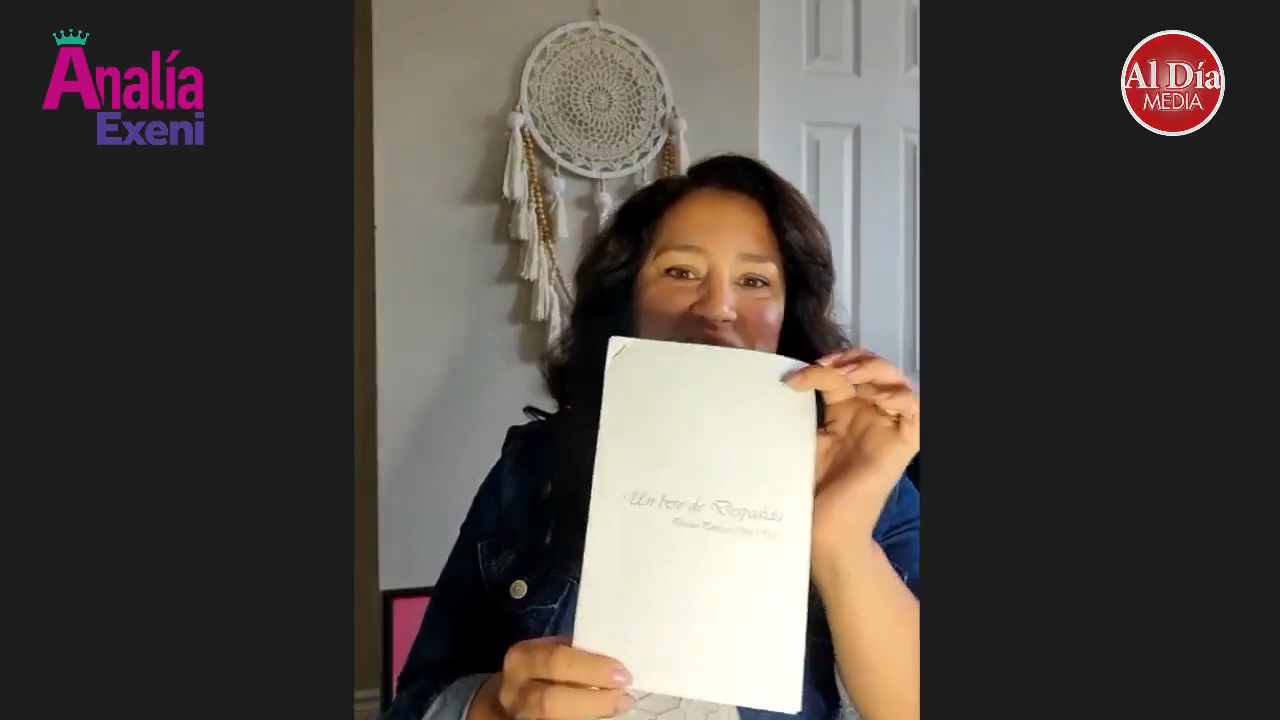 Analía
Exeni
Al Día
MEDIA
Un beso de Despedida